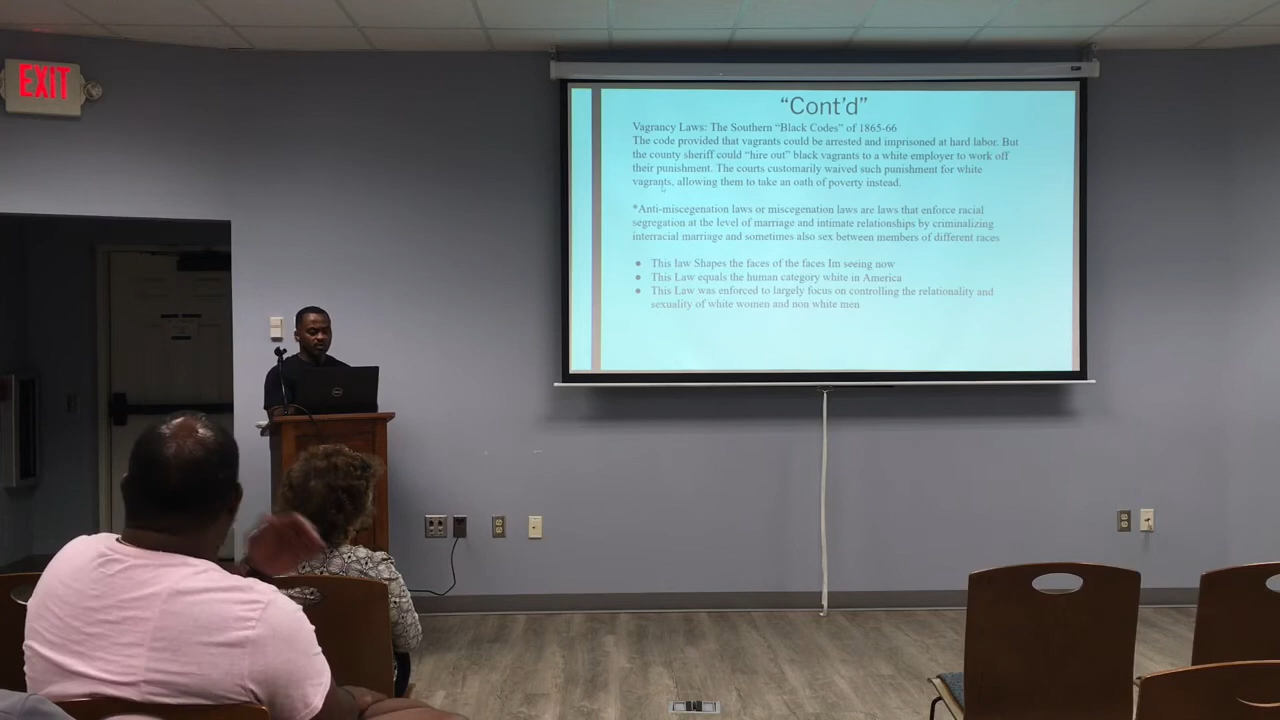 EXIT
“Cont’d”
Vagrancy Laws: The Southern “Black Codes” of 1865-66
The code provided that vagrants could be arrested and imprisoned at hard labor. But
the county sheriff could “hire out” black vagrants to a white employer to work off
their punishment. The courts customarily waived such punishment for white
vagrants, allowing them to take an oath of poverty instead.
*Anti-miscegenation laws or miscegenation laws are laws that enforce racial
segregation at the level of marriage and intimate relationships by criminalizing
interracial marriage and sometimes also sex between members of different races
● This law Shapes the faces of the faces Im seeing now
● This Law equals the human category white in America
● This Law was enforced to largely focus on controlling the relationality and
sexuality of white women and non white men
DELL